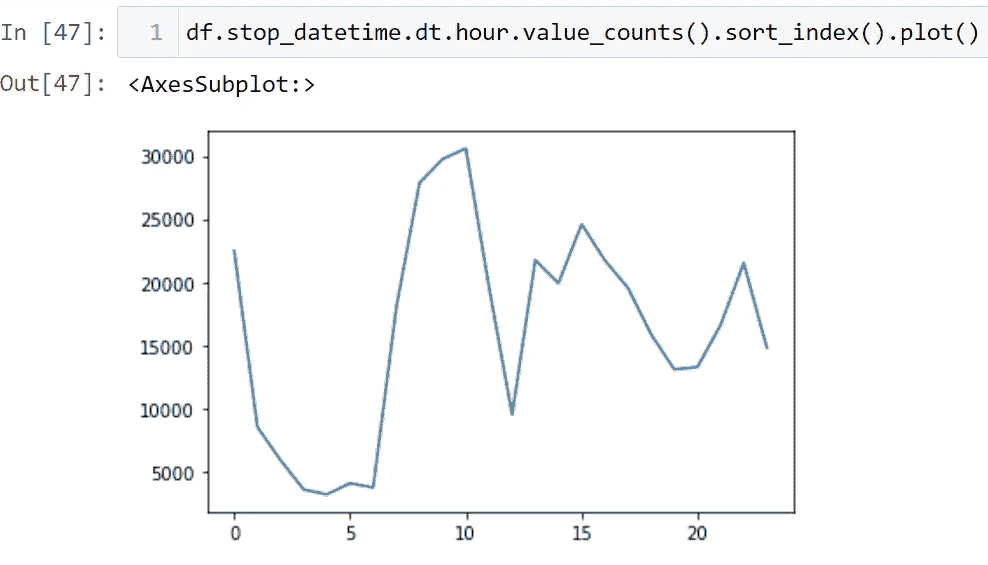 In [47]: 1 df.stop_datetime.dt.hour.value_counts().sort_index().plot()
Out[47]: <AxesSubplot:>
30000
25000
20000
15000
10000
5000
0 5 10 15 20